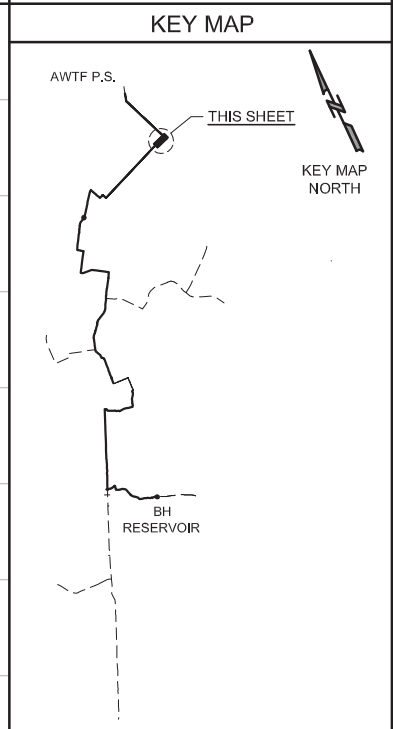 KEY MAP
AWTF P.S.
THIS SHEET
KEY MAP
NORTH
BH
RESERVOIR